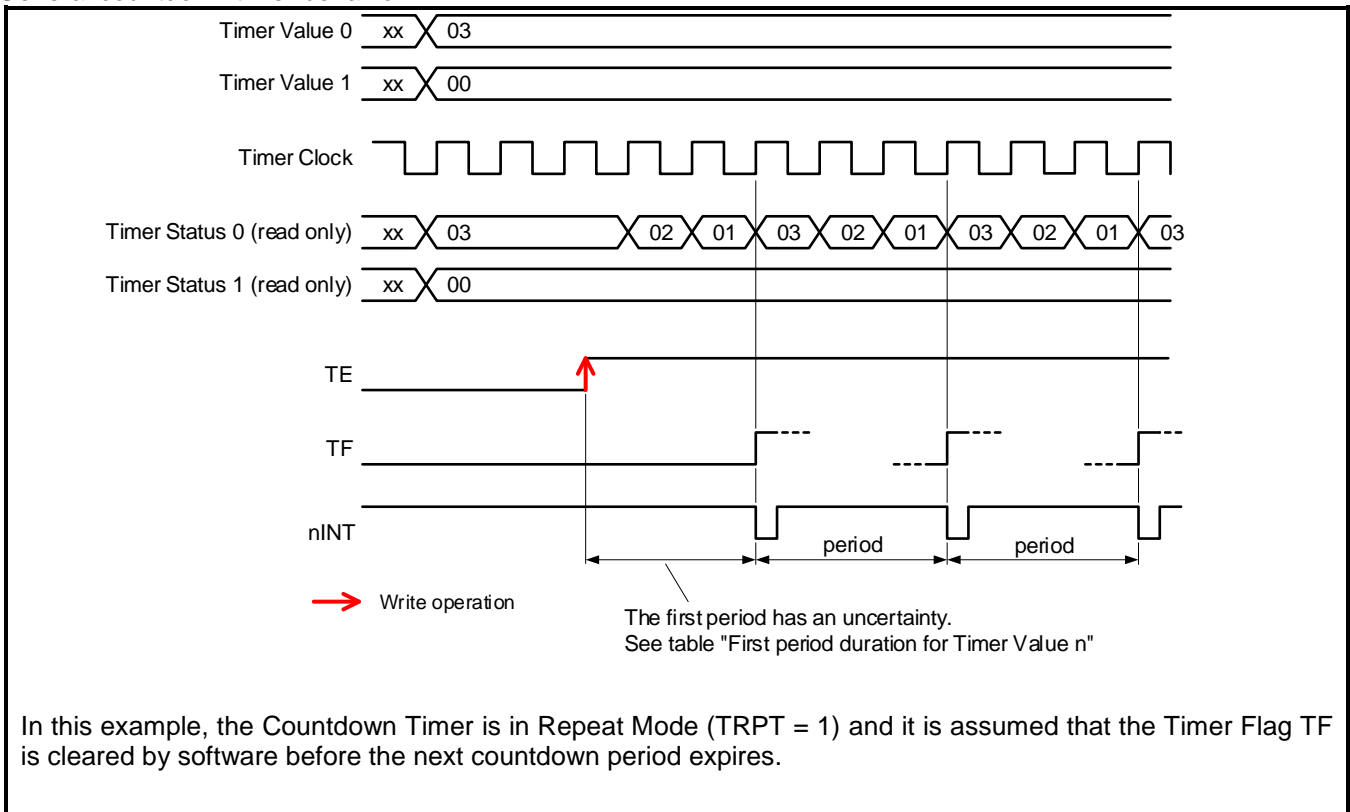 Timer Value 0 xx 03
Timer Value 1 xx 00
Timer Clock
Timer Status 0 (read only) xx 03 02 01 03 02 01 03 02 01 03
Timer Status 1 (read only) xx 00
TE
TF
nINT
period period
Write operation
The first period has an uncertainty.
See table "First period duration for Timer Value n"
In this example, the Countdown Timer is in Repeat Mode (TRPT = 1) and it is assumed that the Timer Flag TF
is cleared by software before the next countdown period expires.